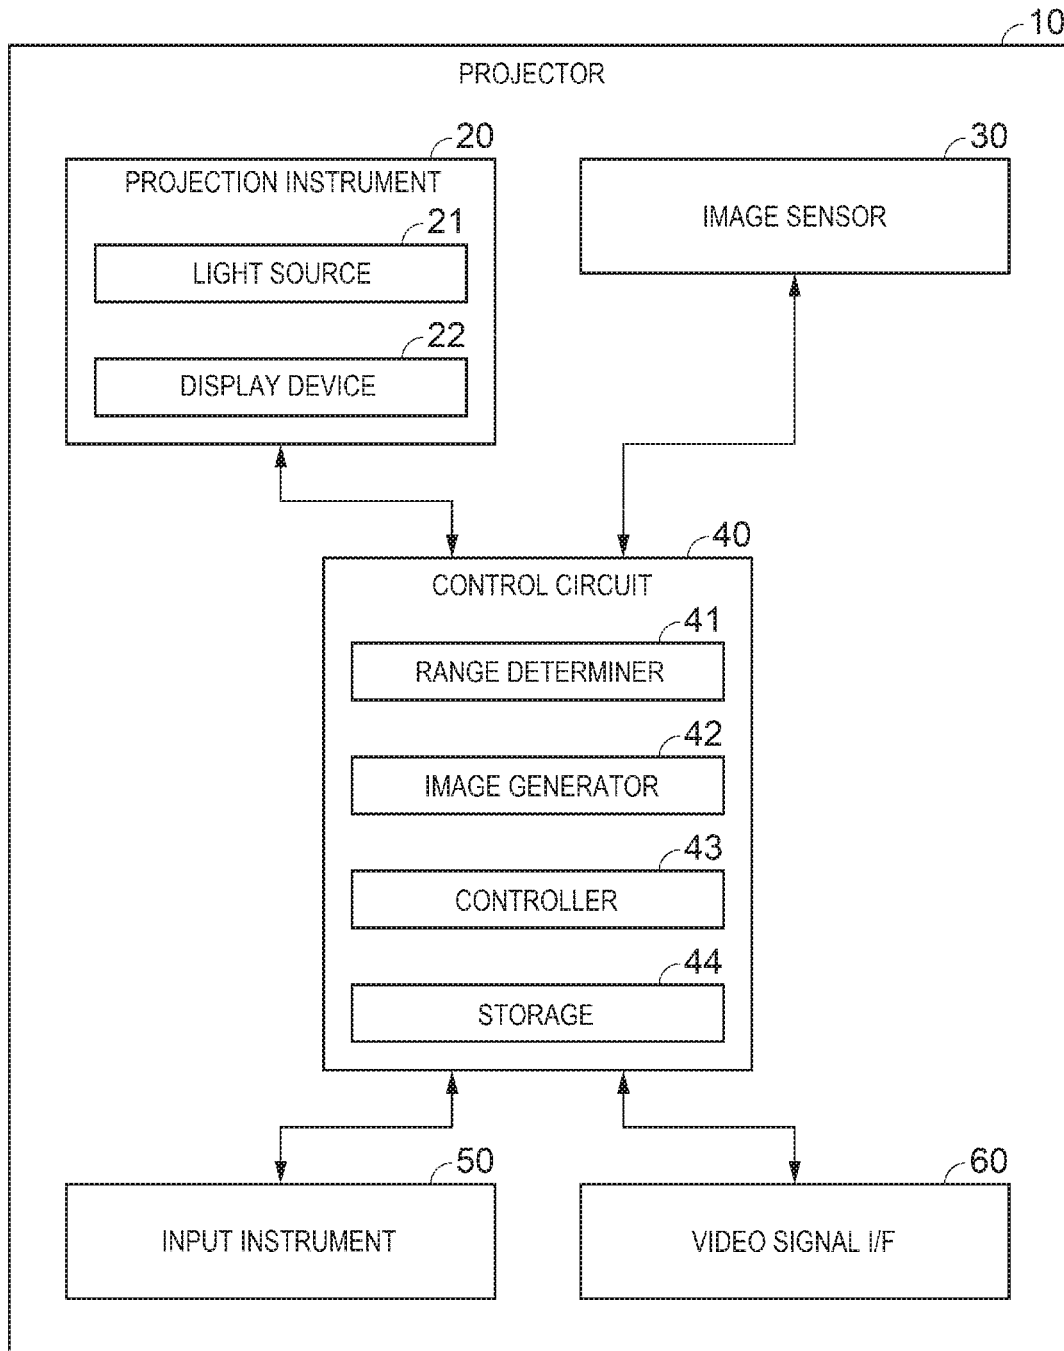 10
PROJECTOR
20
PROJECTION INSTRUMENT
21
LIGHT SOURCE
22
DISPLAY DEVICE
30
IMAGE SENSOR
40
CONTROL CIRCUIT
41
RANGE DETERMINER
42
IMAGE GENERATOR
43
CONTROLLER
44
STORAGE
50
INPUT INSTRUMENT
60
VIDEO SIGNAL I/F